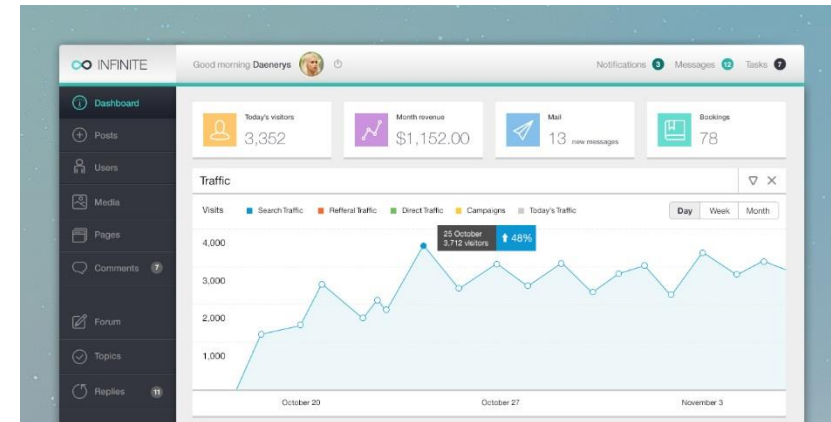 INFINITE
Good morning Daenerys
Notifications 3 Messages 12 Tasks 7
Dashboard
Posts
Users
Media
Pages
Comments 7
Forum
Topics
Replies 11
Today's visitors
3,352
Month revenue
$1,152.00
Mail
13 new messages
Bookings
78
Traffic
Visits Search Traffic Refferal Traffic Direct Traffic Campaigns Today's Traffic
Day Week Month
25 October
3,712 visitors
48%
4,000
3,000
2,000
1,000
October 20 October 27 November 3